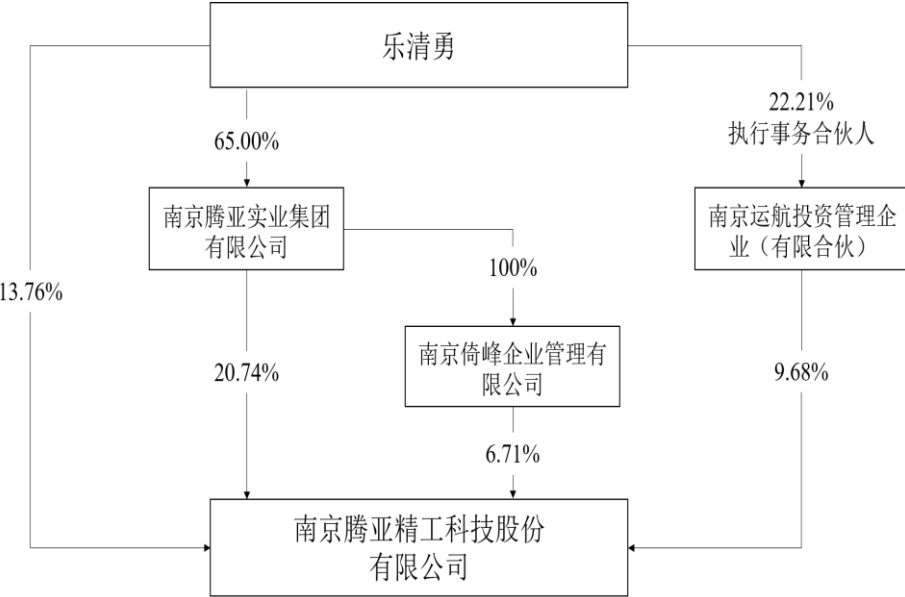 乐清勇
22.21%
执行事务合伙人
65.00%
南京腾亚实业集团
有限公司
南京运航投资管理企
业（有限合伙）
100%
13.76%
南京倚峰企业管理有
限公司
20.74%
9.68%
6.71%
南京腾亚精工科技股份
有限公司